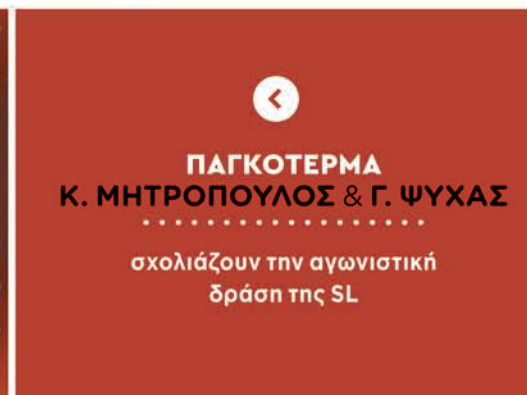 ΠΑΓΚΟΤΕΡΜΑ
Κ. ΜΗΤΡΟΠΟΥΛΟΣ & Γ. ΨΥΧΑΣ
σχολιάζουν την αγωνιστική
δράση της SL